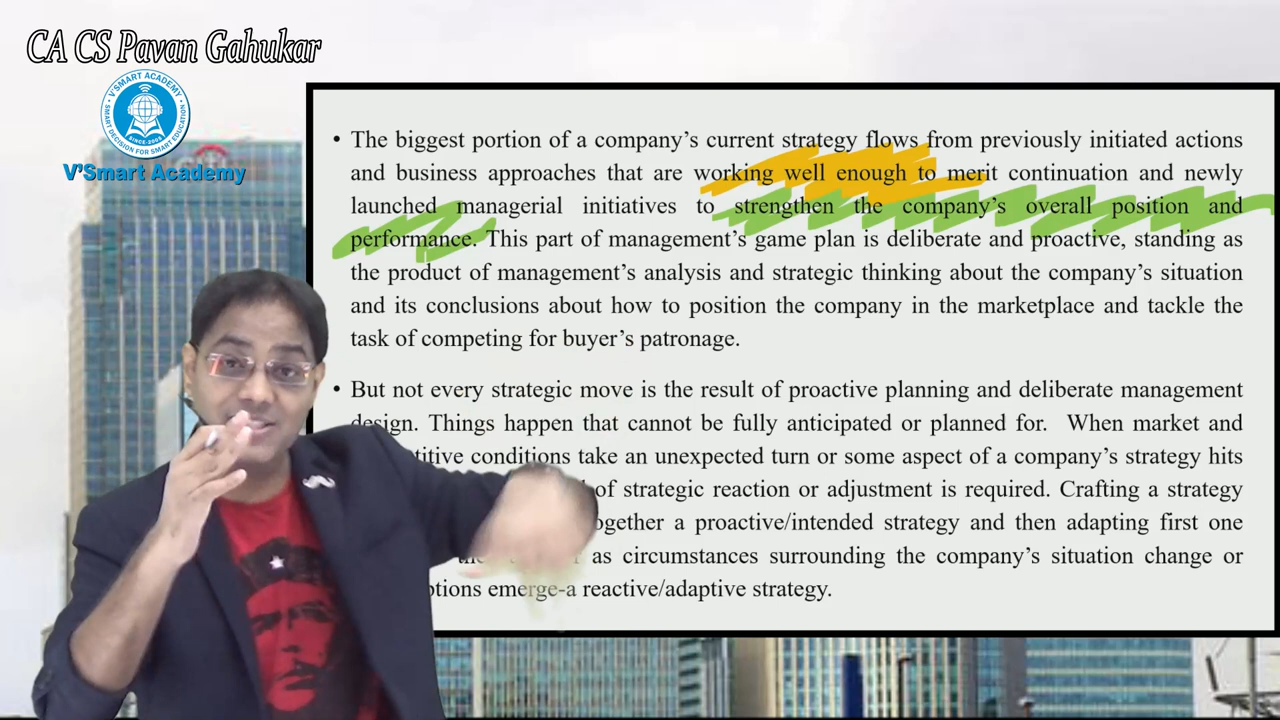 CA CS Pavan Gahukar
V'SMART ACADEMY
SMART DECISION FOR SMART EDUCATION
V'Smart Academy
• The biggest portion of a company's current strategy flows from previously initiated actions
and business approaches that are working well enough to merit continuation and newly
launched managerial initiatives to strengthen the company's overall position and
performance. This part of management's game plan is deliberate and proactive, standing as
the product of management's analysis and strategic thinking about the company's situation
and its conclusions about how to position the company in the marketplace and tackle the
task of competing for buyer's patronage.
• But not every strategic move is the result of proactive planning and deliberate management
design. Things happen that cannot be fully anticipated or planned for. When market and
conditions take an unexpected turn or some aspect of a company's strategy hits
of strategic reaction or adjustment is required. Crafting a strategy
a proactive/intended strategy and then adapting first one
as circumstances surrounding the company's situation change or
emerge-a reactive/adaptive strategy.